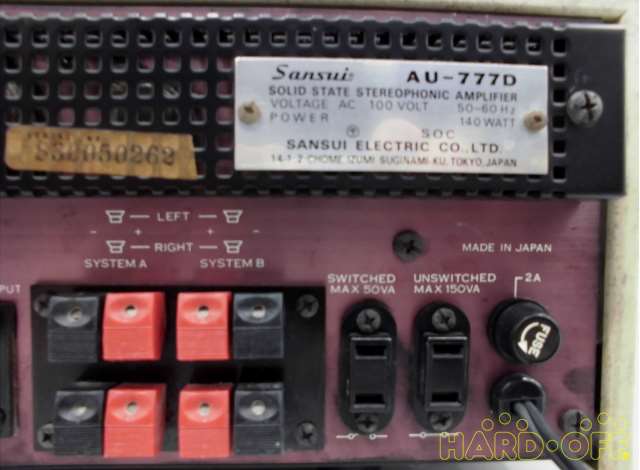 Sansui AU-777D
SOLID STATE STEREOPHONIC AMPLIFIER
VOLTAGE AC 100 VOLT 50-60Hz
POWER 140 WATT
SOC
SANSUI ELECTRIC CO., LTD.
14-1, 2-CHOME, IZUMI, SUGINAMI-KU, TOKYO, JAPAN
LEFT
- + + -
RIGHT
SYSTEM A SYSTEM B
MADE IN JAPAN
SWITCHED
MAX 50VA
UNSWITCHED
MAX 150VA
2A
PUT
FUSE
HARD-OFF